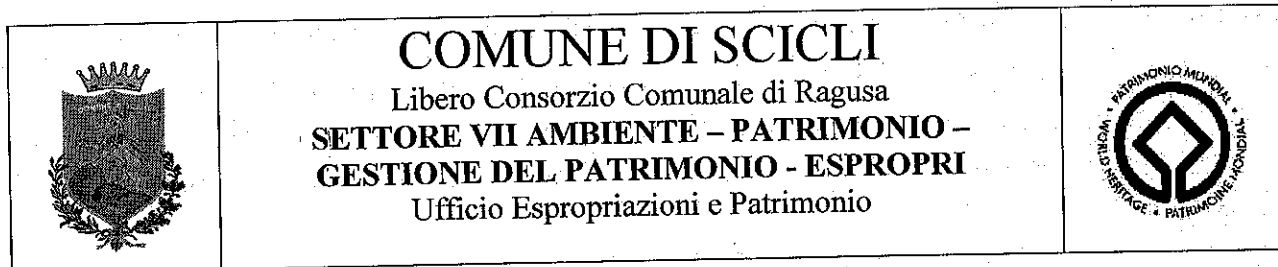 COMUNE DI SCICLI
Libero Consorzio Comunale di Ragusa
SETTORE VII AMBIENTE – PATRIMONIO –
GESTIONE DEL PATRIMONIO - ESPROPRI
Ufficio Espropriazioni e Patrimonio
PATRIMONIO MUNDIAL • WORLD HERITAGE • PATRIMOINE MONDIAL •